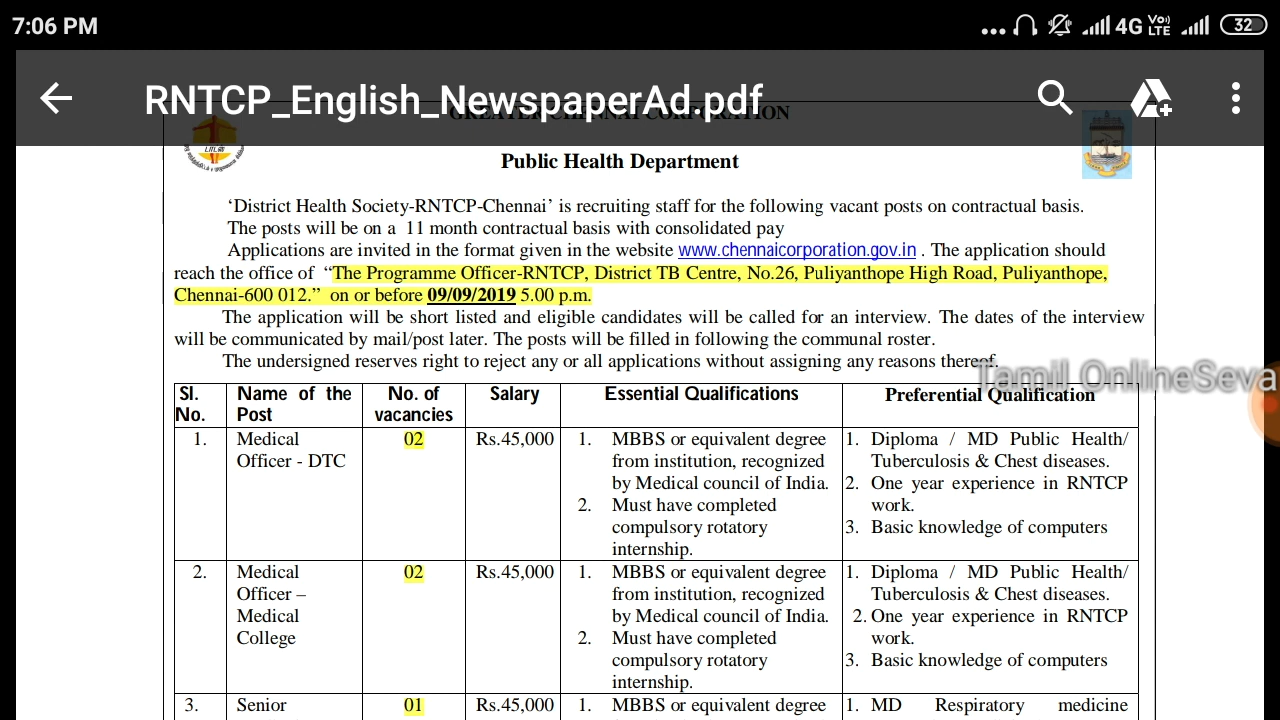 7:06 PM
4G VoLTE 32
RNTCP_English_NewspaperAd.pdf
GREATER CHENNAI CORPORATION
Public Health Department
‘District Health Society-RNTCP-Chennai’ is recruiting staff for the following vacant posts on contractual basis.
The posts will be on a 11 month contractual basis with consolidated pay
Applications are invited in the format given in the website www.chennaicorporation.gov.in . The application should
reach the office of “The Programme Officer-RNTCP, District TB Centre, No.26, Puliyanthope High Road, Puliyanthope,
Chennai-600 012.” on or before 09/09/2019 5.00 p.m.
The application will be short listed and eligible candidates will be called for an interview. The dates of the interview
will be communicated by mail/post later. The posts will be filled in following the communal roster.
The undersigned reserves right to reject any or all applications without assigning any reasons thereof.
Tamil OnlineSeva
Sl. No. Name of the Post No. of vacancies Salary Essential Qualifications Preferential Qualification
1. Medical Officer - DTC 02 Rs.45,000
1. MBBS or equivalent degree
from institution, recognized
by Medical council of India.
2. Must have completed
compulsory rotatory
internship.
1. Diploma / MD Public Health/
Tuberculosis & Chest diseases.
2. One year experience in RNTCP
work.
3. Basic knowledge of computers
2. Medical
Officer –
Medical
College
02 Rs.45,000
1. MBBS or equivalent degree
from institution, recognized
by Medical council of India.
2. Must have completed
compulsory rotatory
internship.
1. Diploma / MD Public Health/
Tuberculosis & Chest diseases.
2. One year experience in RNTCP
work.
3. Basic knowledge of computers
3. Senior 01 Rs.45,000 1. MBBS or equivalent degree 1. MD Respiratory medicine